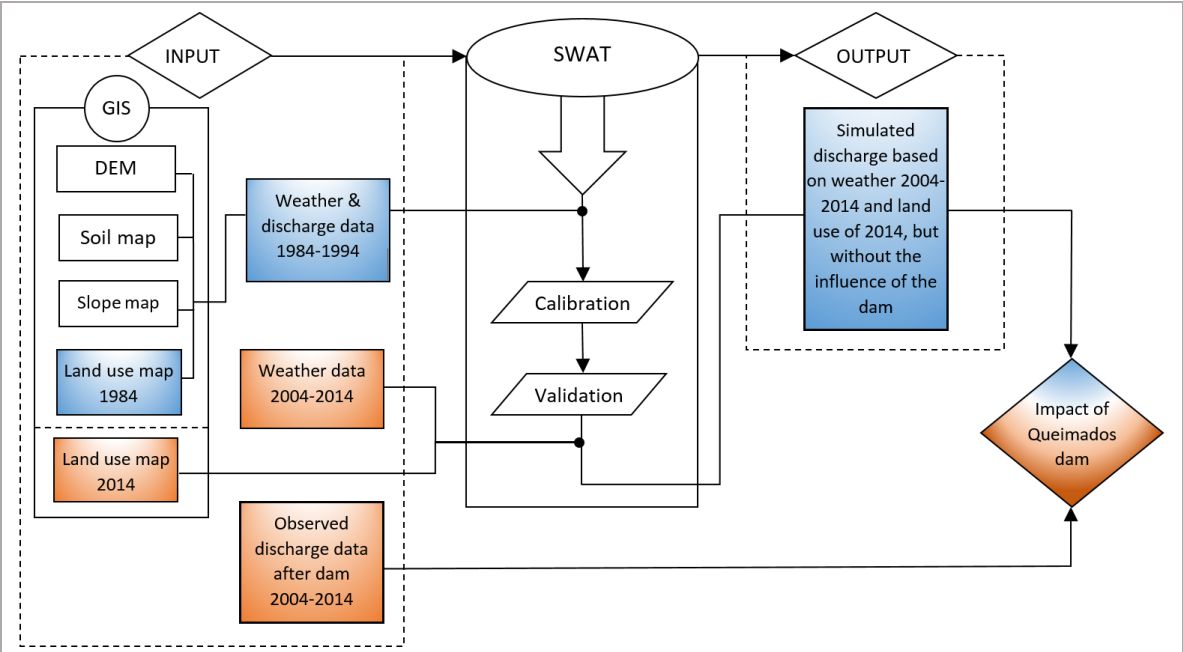 INPUT
SWAT
OUTPUT
GIS
DEM
Soil map
Slope map
Land use map
1984
Land use map
2014
Weather &
discharge data
1984-1994
Weather data
2004-2014
Observed
discharge data
after dam
2004-2014
Calibration
Validation
Simulated
discharge based
on weather 2004-
2014 and land
use of 2014, but
without the
influence of the
dam
Impact of
Queimados
dam